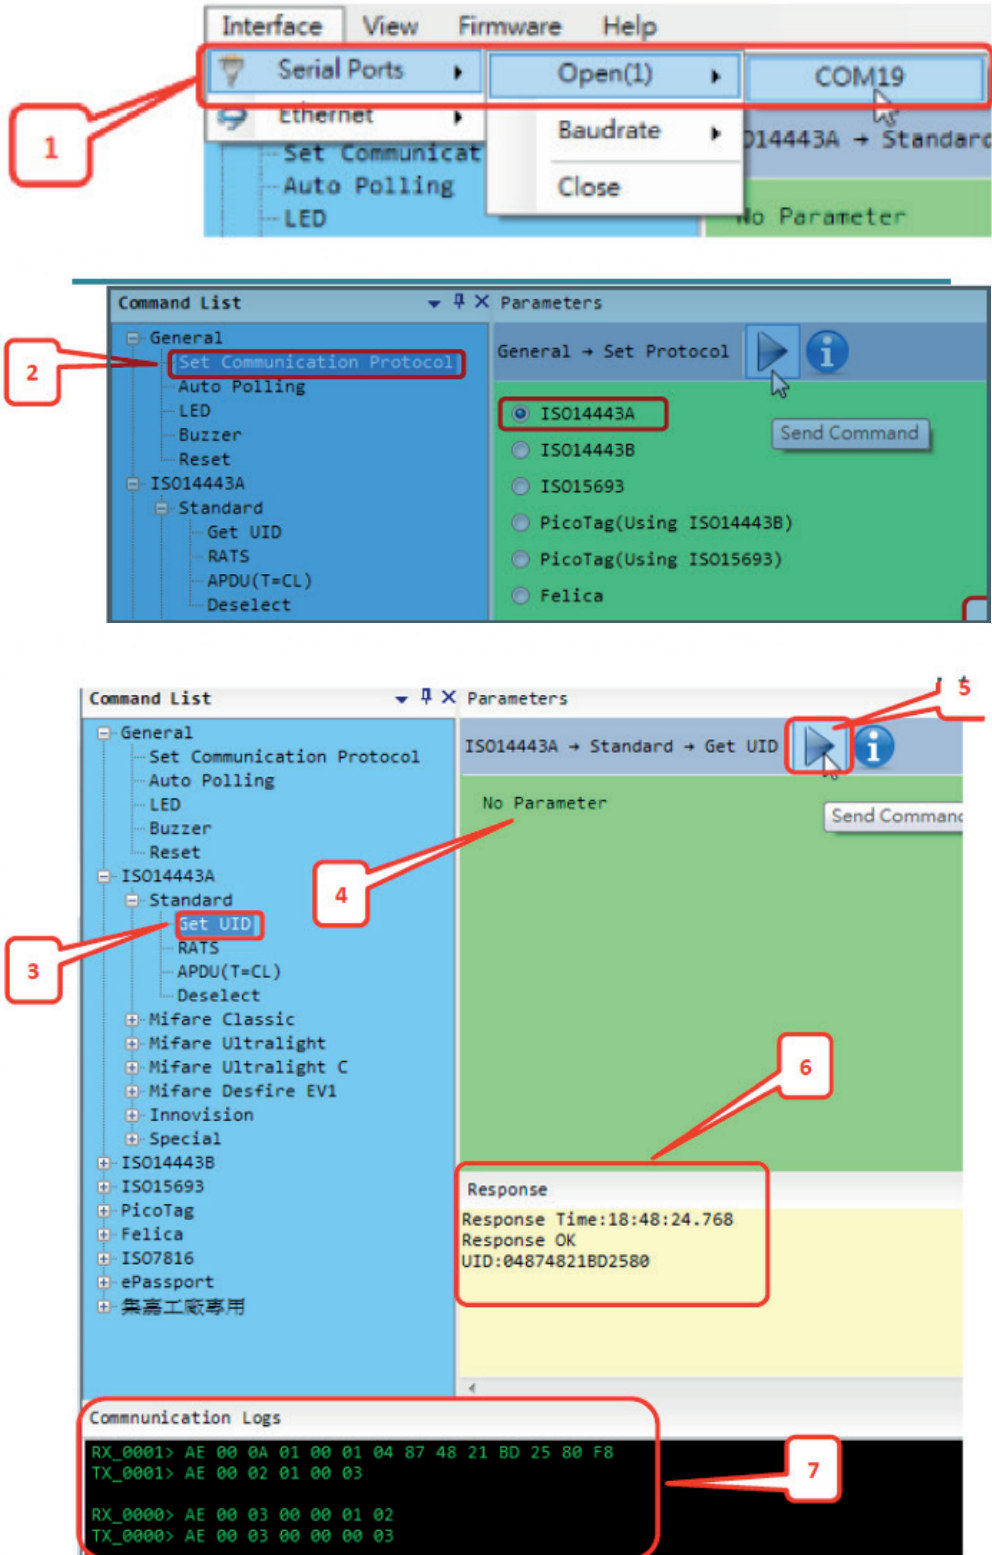 Interface View Firmware Help
Serial Ports Open(1) COM19
1
Ethernet
Baudrate
Set Communicat
Auto Polling
Close
LED
14443A → Standard
No Parameter
Command List
Parameters
General
Set Communication Protocol
Auto Polling
LED
Buzzer
Reset
ISO14443A
Standard
Get UID
RATS
APDU(T=CL)
Deselect
2
General → Set Protocol
ISO14443A
Send Command
ISO14443B
ISO15693
PicoTag(Using ISO14443B)
PicoTag(Using ISO15693)
Felica
Command List
Parameters
5
General
Set Communication Protocol
Auto Polling
LED
Buzzer
Reset
ISO14443A
Standard
Get UID
RATS
APDU(T=CL)
Deselect
Mifare Classic
Mifare Ultralight
Mifare Ultralight C
Mifare Desfire EV1
Innovision
Special
ISO14443B
ISO15693
PicoTag
Felica
ISO7816
ePassport
集嘉工廠專用
3
ISO14443A → Standard → Get UID
No Parameter
Send Command
4
6
Response
Response Time:18:48:24.768
Response OK
UID:04874821BD2580
Commnunication Logs
RX_0001> AE 00 0A 01 00 01 04 87 48 21 BD 25 80 F8
TX_0001> AE 00 02 01 00 03
RX_0000> AE 00 03 00 00 01 02
TX_0000> AE 00 03 00 00 00 03
7